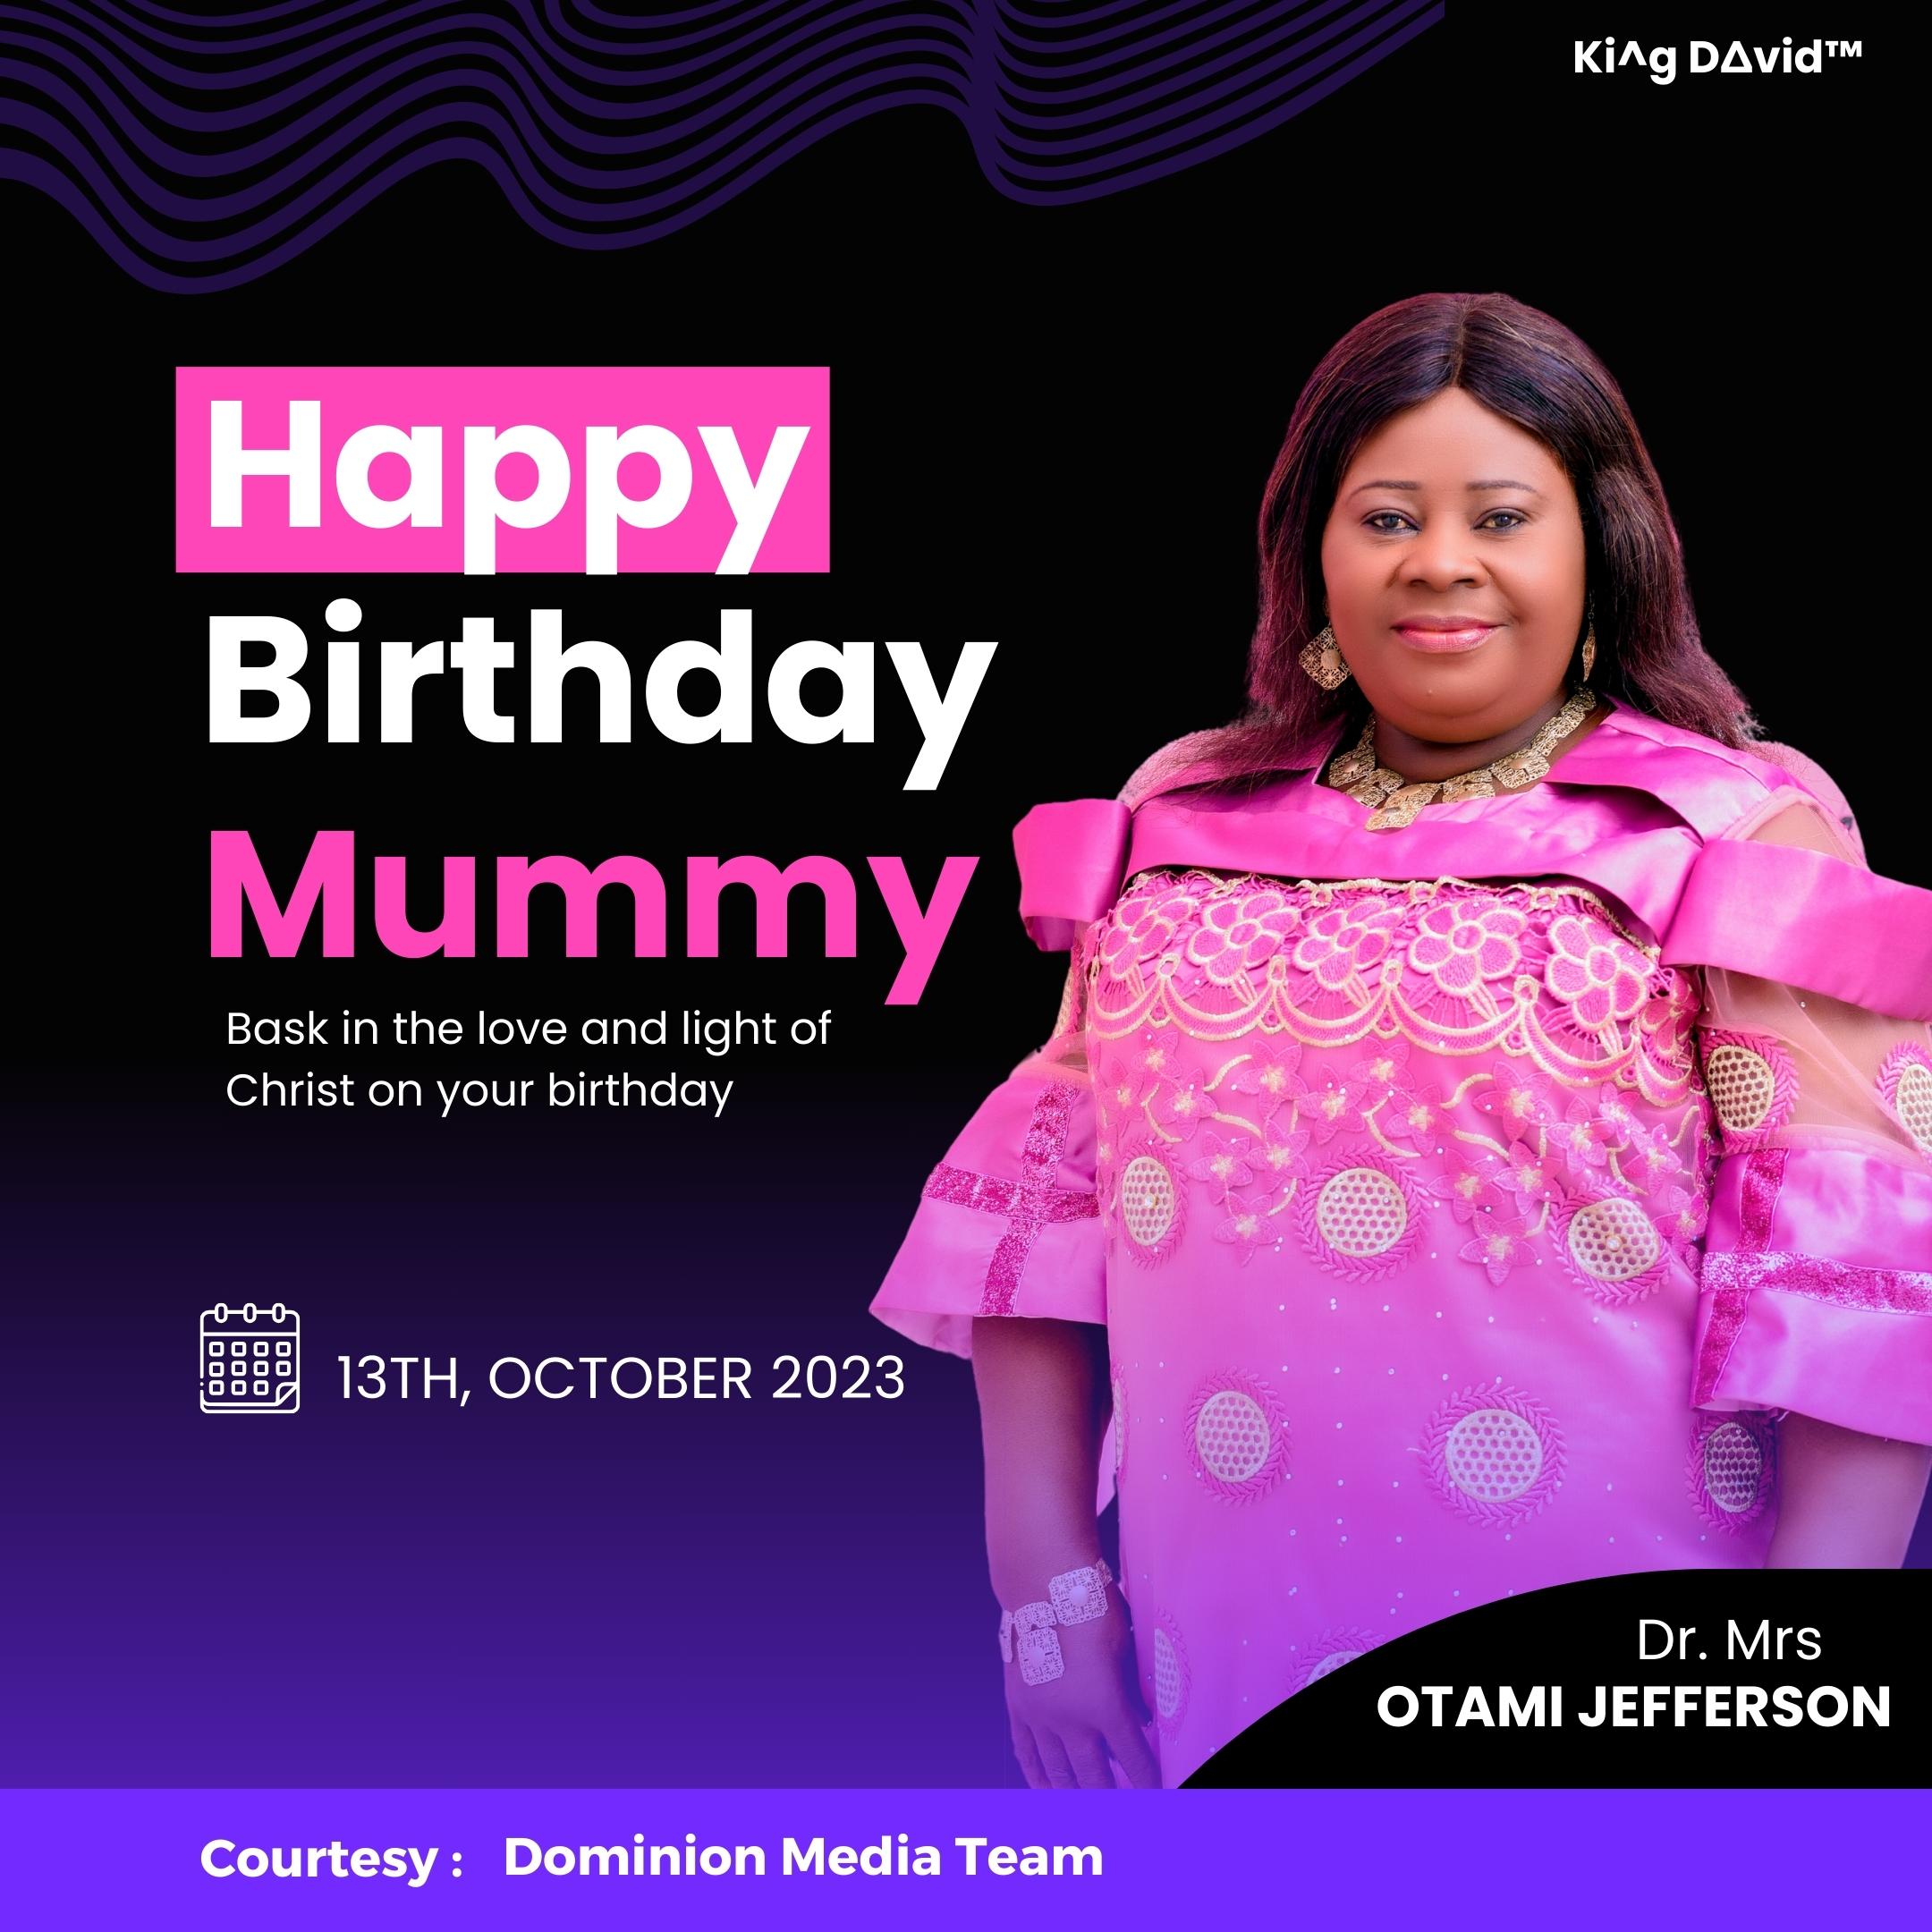 Ki^g DΔvid™
Happy
Birthday
Mummy
Bask in the love and light of
Christ on your birthday
13TH, OCTOBER 2023
Dr. Mrs
OTAMI JEFFERSON
Courtesy : Dominion Media Team